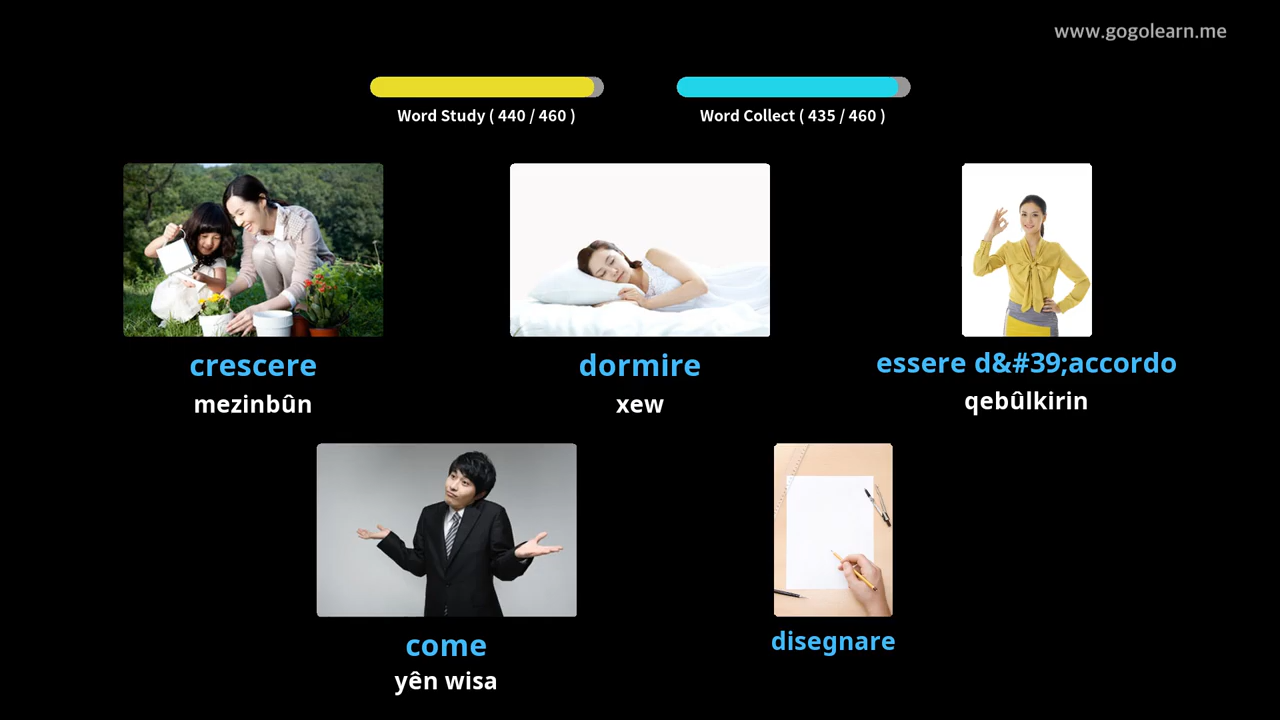 www.gogolearn.me
Word Study ( 440 / 460 )
Word Collect ( 435 / 460 )
crescere
mezinbûn
dormire
xew
essere d&#39;accordo
qebûlkirin
come
yên wisa
disegnare